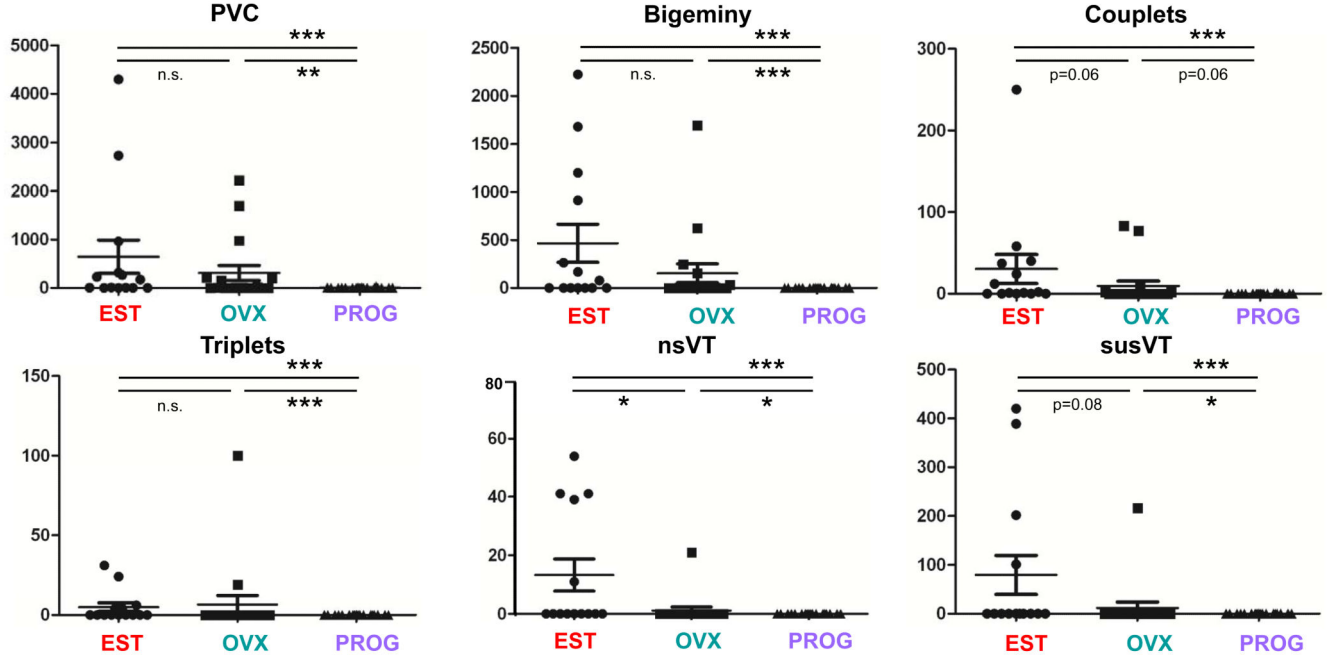 PVC
***
n.s.
**
5000
4000
3000
2000
1000
0
EST
OVX
PROG
Bigeminy
***
n.s.
***
2500
2000
1500
1000
500
0
EST
OVX
PROG
Couplets
***
p=0.06
p=0.06
300
200
100
0
EST
OVX
PROG
Triplets
***
n.s.
***
150
100
50
0
EST
OVX
PROG
nsVT
***
*
*
80
60
40
20
0
EST
OVX
PROG
susVT
***
p=0.08
*
500
400
300
200
100
0
EST
OVX
PROG